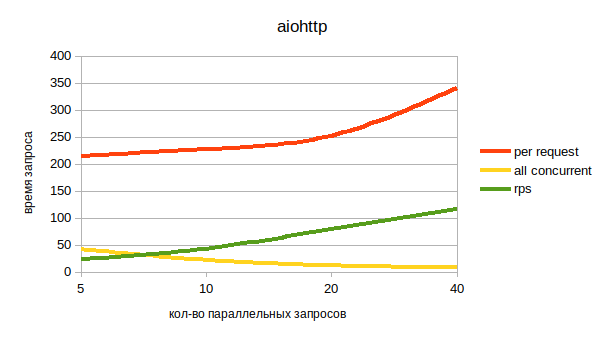 aiohttp
время запроса
400
350
300
250
200
150
100
50
0
5 10 20 40
кол-во параллельных запросов
per request
all concurrent
rps